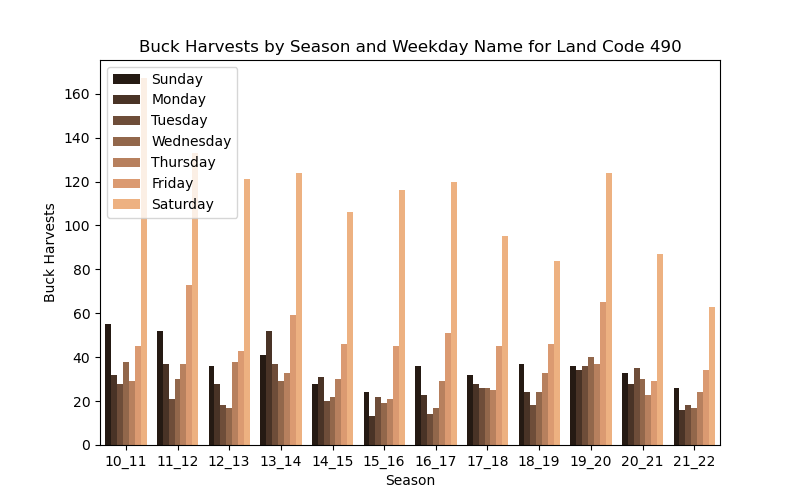 Buck Harvests by Season and Weekday Name for Land Code 490
Buck Harvests
160
140
120
100
80
60
40
20
0
Sunday
Monday
Tuesday
Wednesday
Thursday
Friday
Saturday
10_11 11_12 12_13 13_14 14_15 15_16 16_17 17_18 18_19 19_20 20_21 21_22
Season